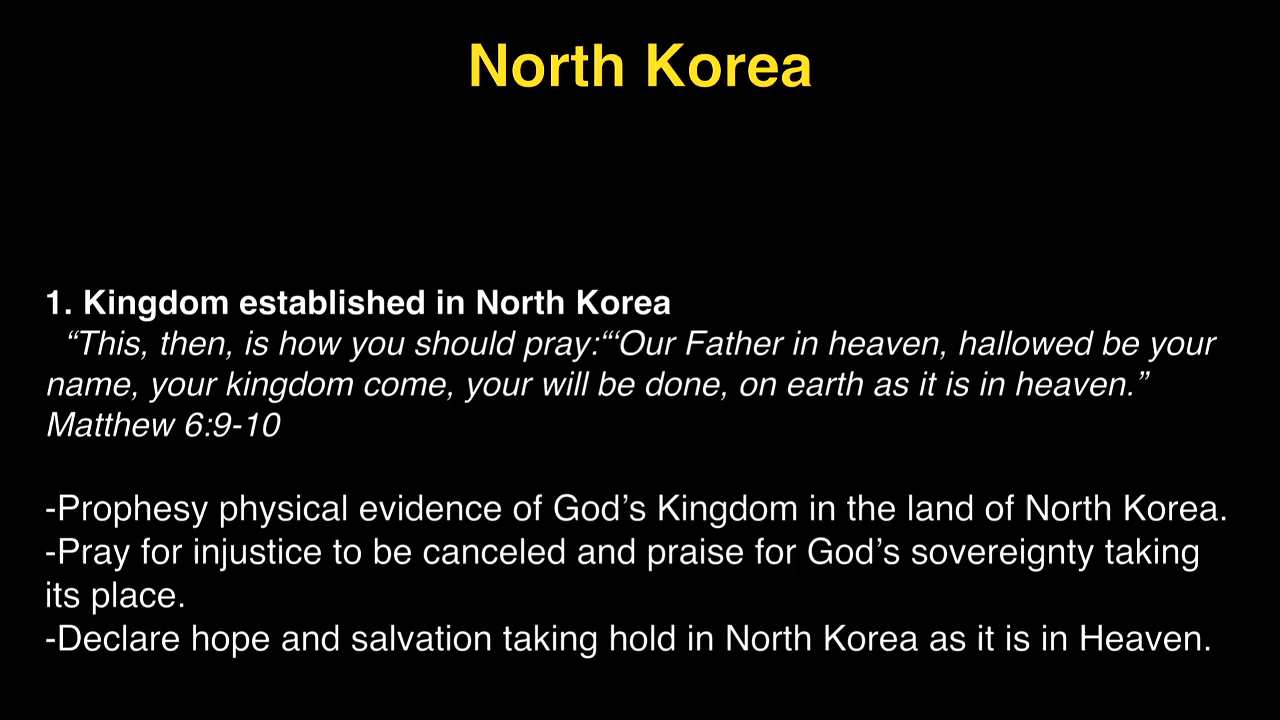 North Korea
1. Kingdom established in North Korea
“This, then, is how you should pray:“‘Our Father in heaven, hallowed be your
name, your kingdom come, your will be done, on earth as it is in heaven.”
Matthew 6:9-10
-Prophesy physical evidence of God’s Kingdom in the land of North Korea.
-Pray for injustice to be canceled and praise for God’s sovereignty taking
its place.
-Declare hope and salvation taking hold in North Korea as it is in Heaven.